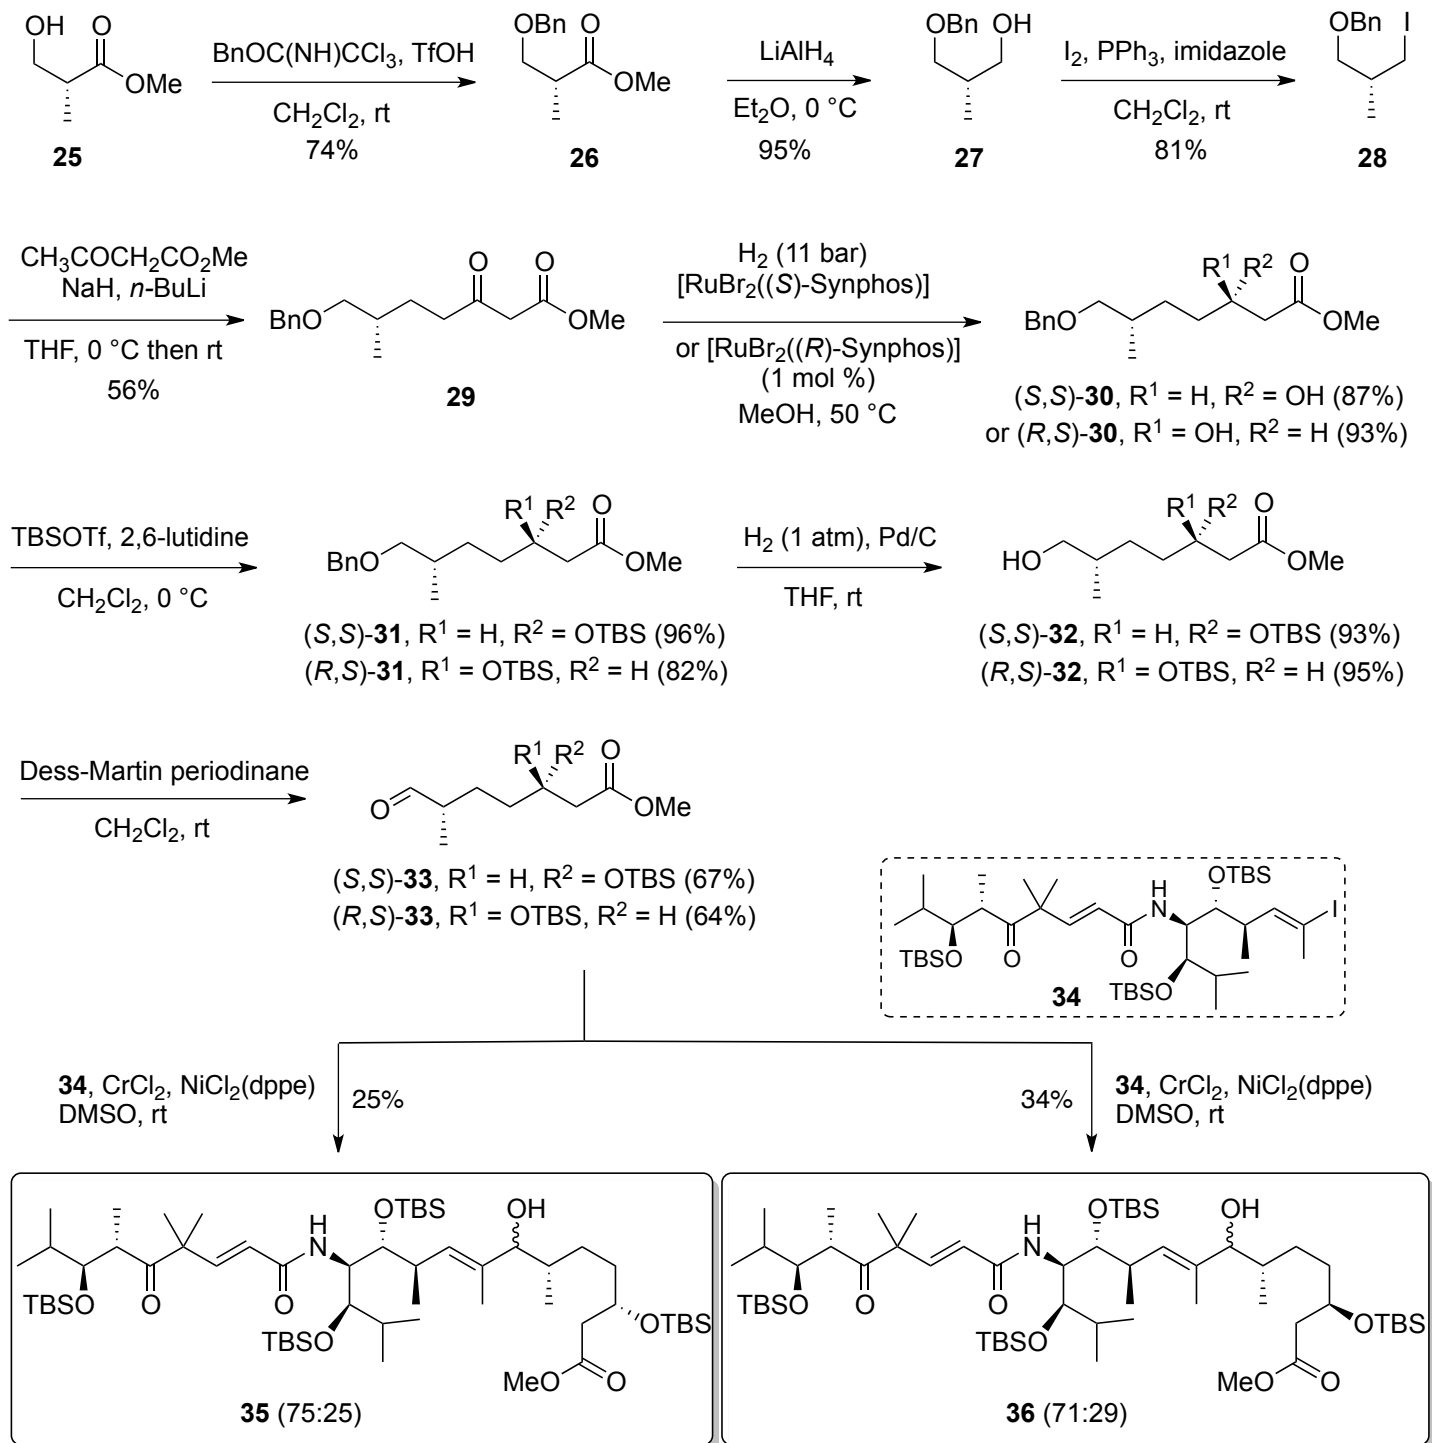 OH
O
OMe
25
BnOC(NH)CCl3, TfOH
CH2Cl2, rt
74%
OBn
O
OMe
26
LiAlH4
Et2O, 0 °C
95%
OBn
OH
27
I2, PPh3, imidazole
CH2Cl2, rt
81%
OBn
I
28
CH3COCH2CO2Me
NaH, n-BuLi
THF, 0 °C then rt
56%
O
O
BnO
OMe
29
H2 (11 bar)
[RuBr2((S)-Synphos)]
or [RuBr2((R)-Synphos)]
(1 mol %)
MeOH, 50 °C
R1 R2
O
BnO
OMe
(S,S)-30, R1 = H, R2 = OH (87%)
or (R,S)-30, R1 = OH, R2 = H (93%)
TBSOTf, 2,6-lutidine
CH2Cl2, 0 °C
R1 R2
O
BnO
OMe
(S,S)-31, R1 = H, R2 = OTBS (96%)
(R,S)-31, R1 = OTBS, R2 = H (82%)
H2 (1 atm), Pd/C
THF, rt
R1 R2
O
HO
OMe
(S,S)-32, R1 = H, R2 = OTBS (93%)
(R,S)-32, R1 = OTBS, R2 = H (95%)
Dess-Martin periodinane
CH2Cl2, rt
R1 R2
O
O
OMe
(S,S)-33, R1 = H, R2 = OTBS (67%)
(R,S)-33, R1 = OTBS, R2 = H (64%)
OTBS
H
N
I
TBSO
O
O
TBSO
34
34, CrCl2, NiCl2(dppe)
DMSO, rt
25%
34%
34, CrCl2, NiCl2(dppe)
DMSO, rt
OTBS
OH
H
N
TBSO
O
O
TBSO
OTBS
MeO
O
35 (75:25)
OTBS
OH
H
N
TBSO
O
O
TBSO
OTBS
MeO
O
36 (71:29)